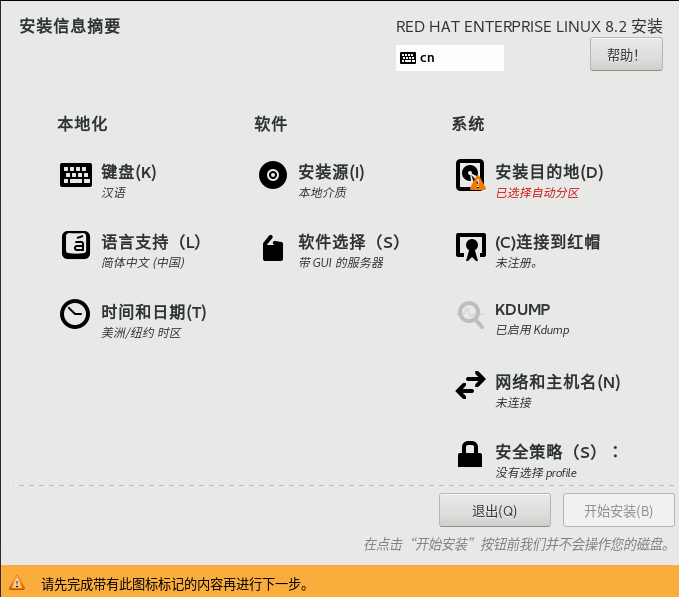 安装信息摘要
RED HAT ENTERPRISE LINUX 8.2 安装
cn
帮助!
本地化
键盘(K)
汉语
语言支持（L）
简体中文 (中国)
时间和日期(T)
美洲/纽约 时区
软件
安装源(I)
本地介质
软件选择（S）
带 GUI 的服务器
系统
安装目的地(D)
已选择自动分区
(C)连接到红帽
未注册。
KDUMP
已启用 Kdump
网络和主机名(N)
未连接
安全策略（S）：
没有选择 profile
退出(Q)
开始安装(B)
在点击“开始安装”按钮前我们并不会操作您的磁盘。
请先完成带有此图标标记的内容再进行下一步。